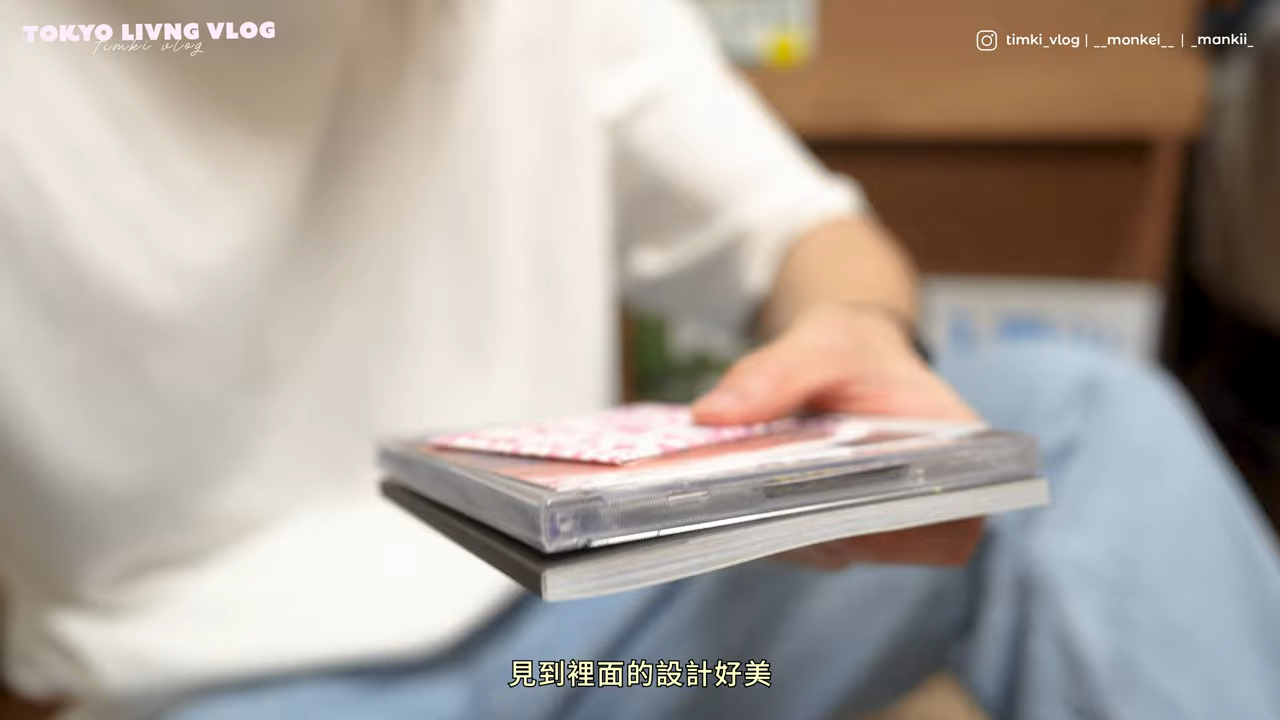 TOKYO LIVNG VLOG
Timki vlog
timki_vlog | __monkei__ | _mankii_
見到裡面的設計好美